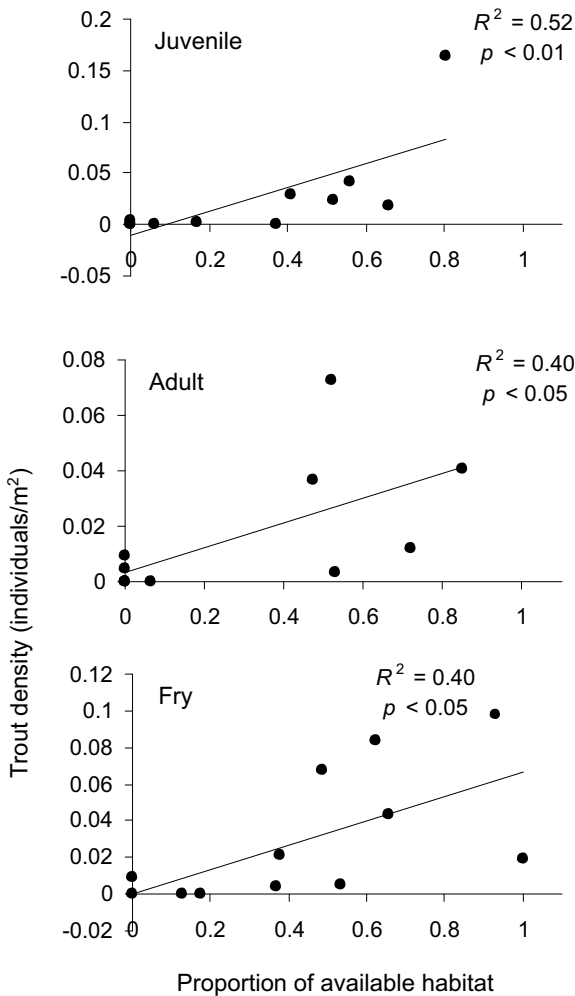 Juvenile
R² = 0.52
p < 0.01
0.2
0.15
0.1
0.05
0
-0.05
0 0.2 0.4 0.6 0.8 1
Adult
R² = 0.40
p < 0.05
0.08
0.06
0.04
0.02
0
0 0.2 0.4 0.6 0.8 1
Fry
R² = 0.40
p < 0.05
0.12
0.1
0.08
0.06
0.04
0.02
0
-0.02
0 0.2 0.4 0.6 0.8 1
Trout density (individuals/m²)
Proportion of available habitat